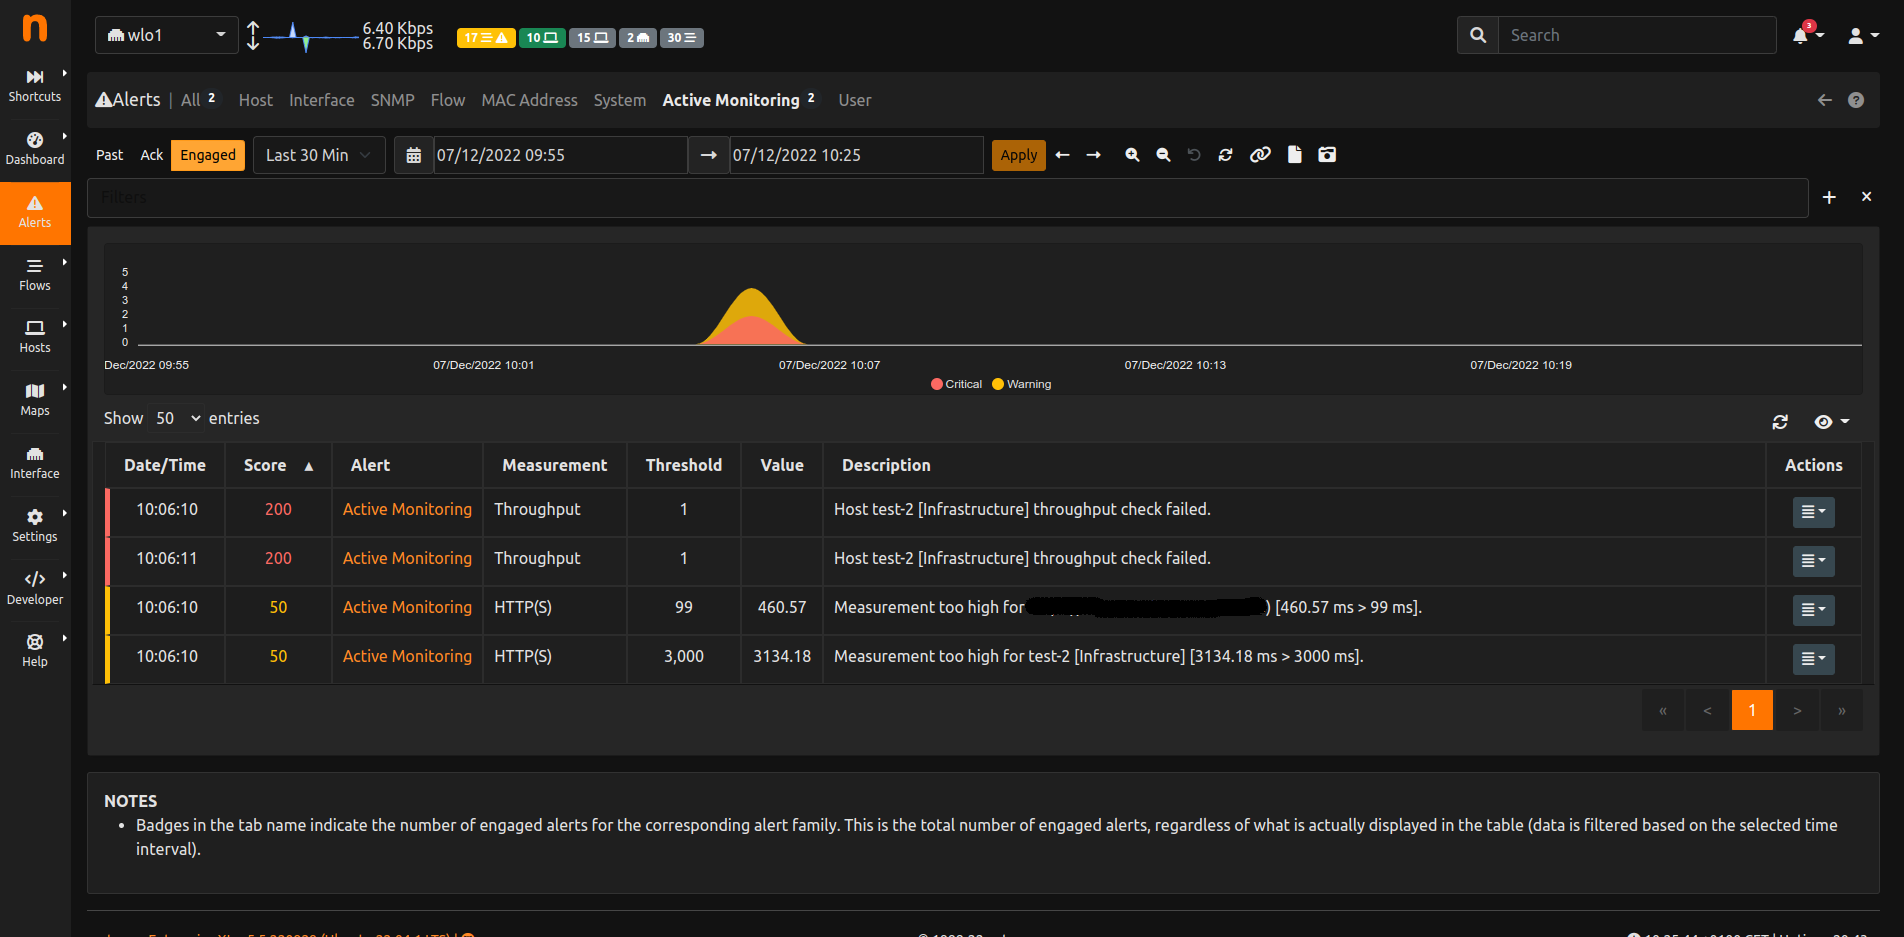 n wlo1 6.40 Kbps 17 10 15 2 30 Search 3
6.70 Kbps
Shortcuts
Alerts | All 2 Host Interface SNMP Flow MAC Address System Active Monitoring 2 User
Dashboard
Past Ack Engaged Last 30 Min 07/12/2022 09:55 07/12/2022 10:25 Apply
Filters
Alerts
Flows
Hosts
Maps
Interface
Settings
Developer
Help
5
4
3
2
1
0
Dec/2022 09:55 07/Dec/2022 10:01 07/Dec/2022 10:07 07/Dec/2022 10:13 07/Dec/2022 10:19
Critical Warning
Show 50 entries
Date/Time Score Alert Measurement Threshold Value Description Actions
10:06:10 200 Active Monitoring Throughput 1 Host test-2 [Infrastructure] throughput check failed.
10:06:11 200 Active Monitoring Throughput 1 Host test-2 [Infrastructure] throughput check failed.
10:06:10 50 Active Monitoring HTTP(S) 99 460.57 Measurement too high for ) [460.57 ms > 99 ms].
10:06:10 50 Active Monitoring HTTP(S) 3,000 3134.18 Measurement too high for test-2 [Infrastructure] [3134.18 ms > 3000 ms].
« < 1 > »
NOTES
• Badges in the tab name indicate the number of engaged alerts for the corresponding alert family. This is the total number of engaged alerts, regardless of what is actually displayed in the table (data is filtered based on the selected time
interval).